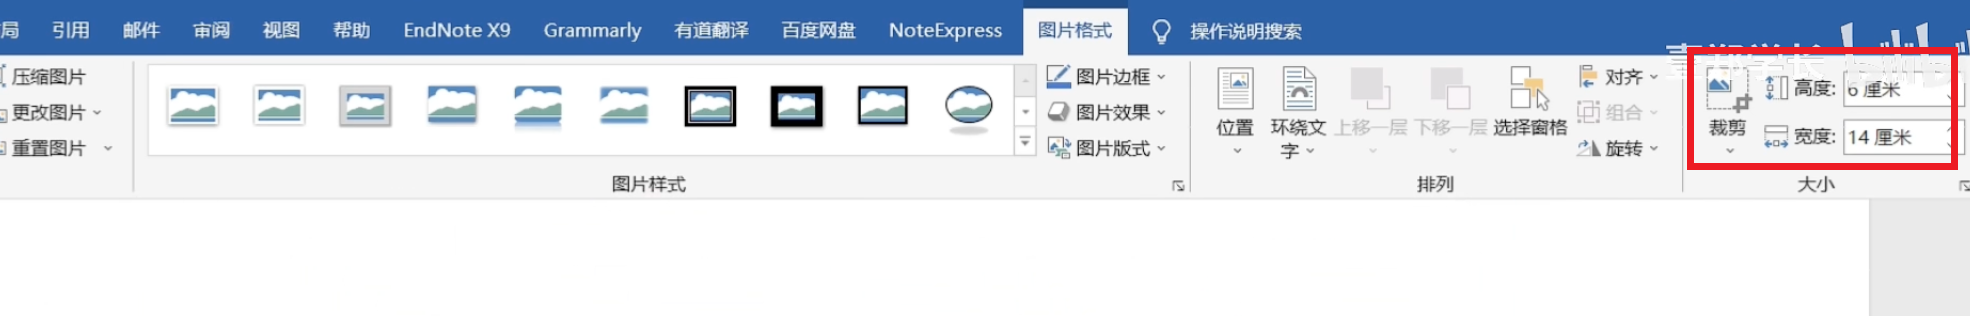 局 引用 邮件 审阅 视图 帮助 EndNote X9 Grammarly 有道翻译 百度网盘 NoteExpress 图片格式 操作说明搜索
压缩图片
更改图片
重置图片
图片样式
图片边框
图片效果
图片版式
位置
环绕文字
上移一层
下移一层
选择窗格
对齐
组合
旋转
排列
裁剪
高度: 6 厘米
宽度: 14 厘米
大小